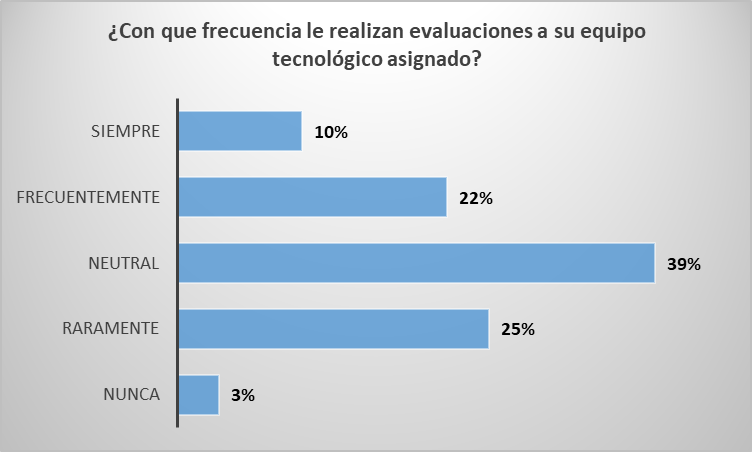 ¿Con que frecuencia le realizan evaluaciones a su equipo
tecnológico asignado?
SIEMPRE 10%
FRECUENTEMENTE 22%
NEUTRAL 39%
RARAMENTE 25%
NUNCA 3%